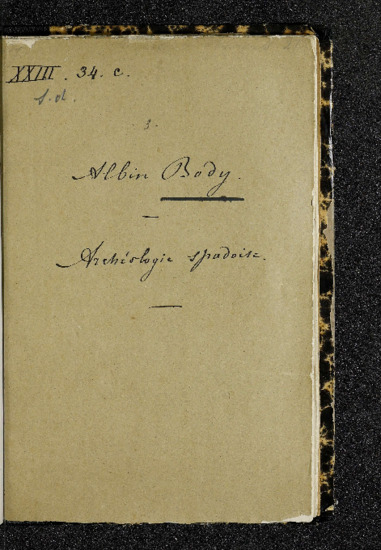 XXIII. 34. c.
s.d.
3.
Albin Body.
Archéologie spadoise.